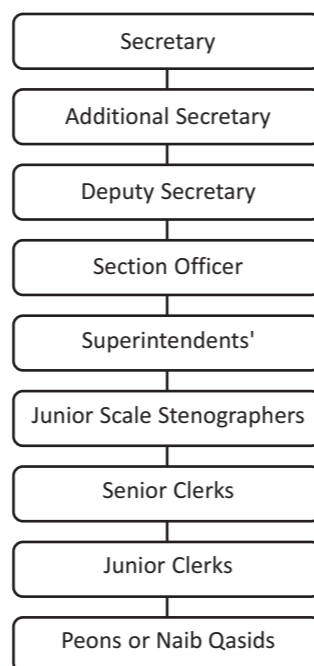 Secretary
Additional Secretary
Deputy Secretary
Section Officer
Superintendents'
Junior Scale Stenographers
Senior Clerks
Junior Clerks
Peons or Naib Qasids